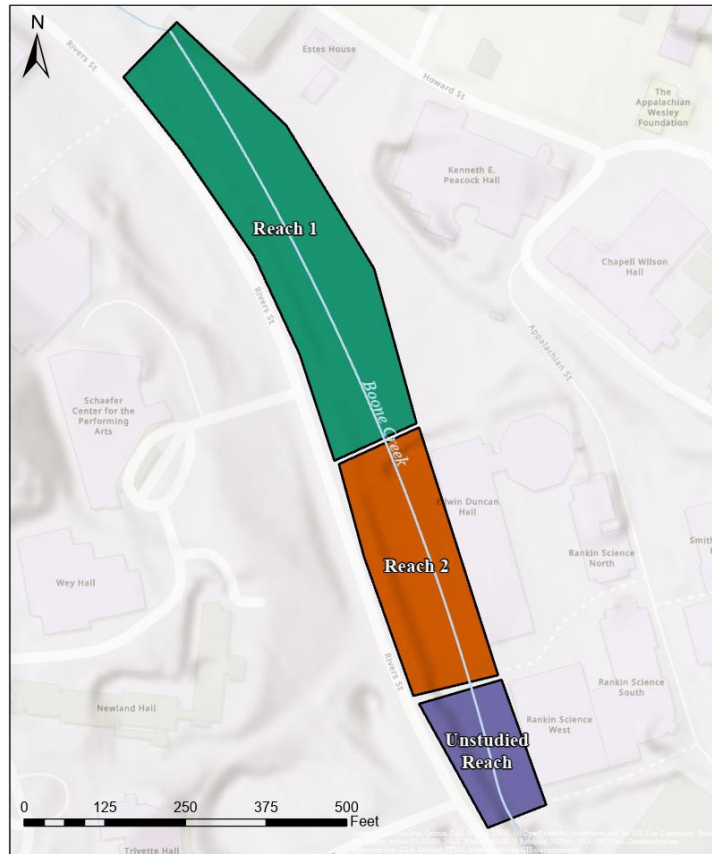 N
Rivers St
Estes House
Howard St
The
Appalachian
Wesley
Foundation
Kenneth E.
Peacock Hall
Reach 1
Chapell Wilson
Hall
Rivers St
Appalachian St
Schaefer
Center for the
Performing
Arts
Boone Creek
Edwin Duncan
Hall
Rankin Science
North
Reach 2
Wey Hall
Rivers St
Rankin Science
South
Newland Hall
Rankin Science
West
Unstudied
Reach
0 125 250 375 500
Feet
Trivette Hall